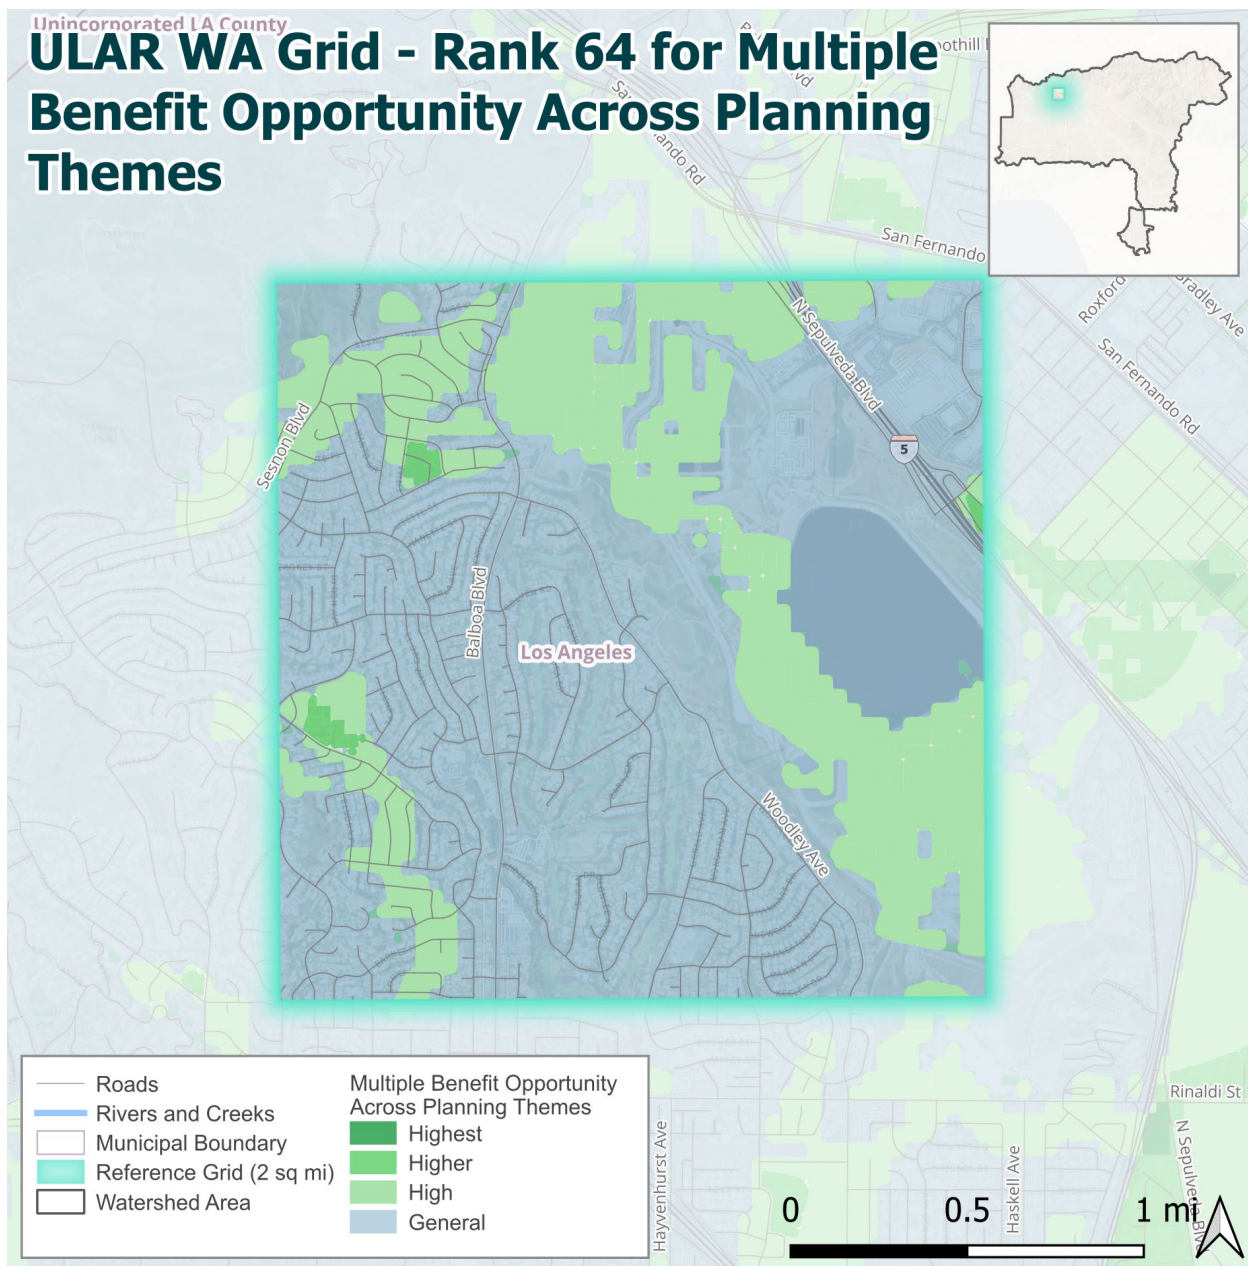 Unincorporated LA County
ULAR WA Grid - Rank 64 for Multiple
Benefit Opportunity Across Planning
Themes
San Fernando
Roxford
Bradley Ave
San Fernando Rd
N Sepulveda Blvd
5
Sesnon Blvd
Balboa Blvd
Los Angeles
Woodley Ave
Rinaldi St
N Sepulveda Blvd
Hayvenhurst Ave
Haskell Ave
Roads
Rivers and Creeks
Municipal Boundary
Reference Grid (2 sq mi)
Watershed Area
Multiple Benefit Opportunity
Across Planning Themes
Highest
Higher
High
General
0 0.5 1 mi